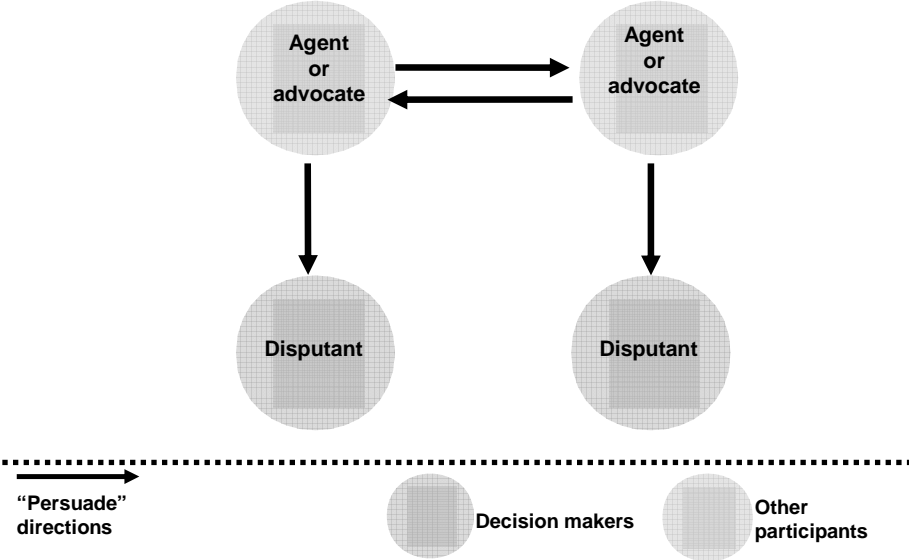 Agent
or
advocate
Agent
or
advocate
Disputant
Disputant
“Persuade”
directions
Decision makers
Other
participants